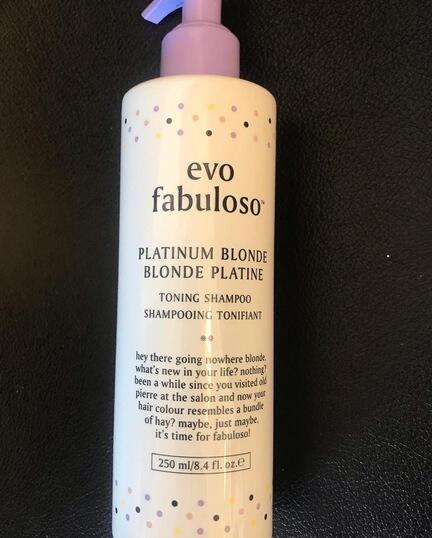 evo
fabuloso™
PLATINUM BLONDE
BLONDE PLATINE
TONING SHAMPOO
SHAMPOOING TONIFIANT
hey there going nowhere blonde.
what's new in your life? nothing?
been a while since you visited old
pierre at the salon and now your
hair colour resembles a bundle
of hay? maybe, just maybe.
it's time for fabuloso!
250 ml/8.4 fl. oz.℮